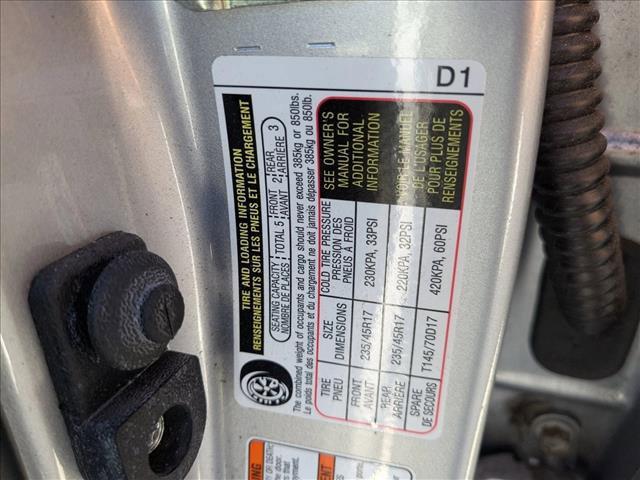 D1
TIRE AND LOADING INFORMATION
RENSEIGNEMENTS SUR LES PNEUS ET LE CHARGEMENT
SEATING CAPACITY TOTAL 5 FRONT 2 REAR 3
NOMBRE DE PLACES AVANT ARRIÈRE
The combined weight of occupants and cargo should never exceed 385kg or 850lbs.
Le poids total des occupants et du chargement ne doit jamais dépasser 385kg ou 850lb.
TIRE SIZE COLD TIRE PRESSURE
PNEU DIMENSIONS PRESSION DES
PNEUS À FROID
FRONT 235/45R17 230KPA, 33PSI
AVANT
REAR 235/45R17 220KPA, 32PSI
ARRIÈRE
SPARE T145/70D17 420KPA, 60PSI
DE SECOURS
SEE OWNER'S
MANUAL FOR
ADDITIONAL
INFORMATION
VOIR LE MANUEL
DE L'USAGER
POUR PLUS DE
RENSEIGNEMENTS